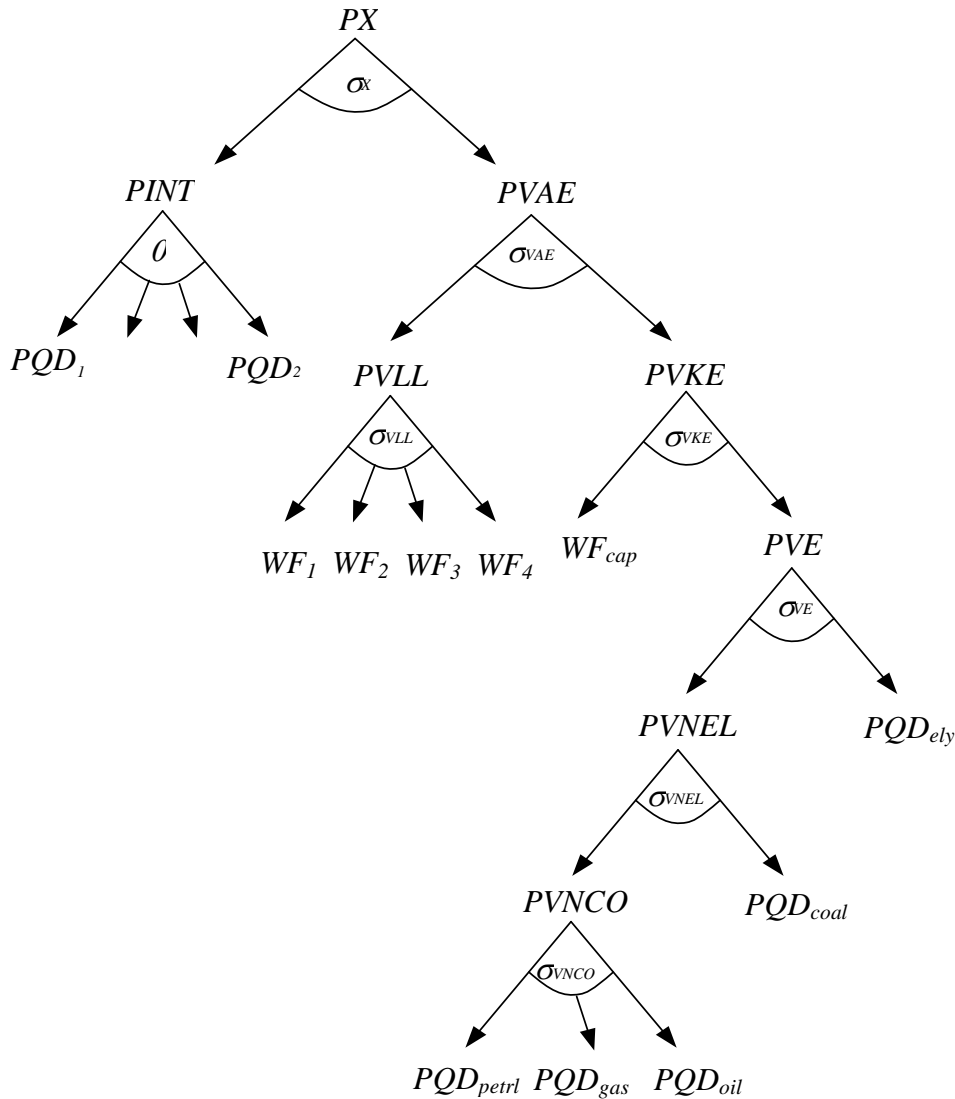 PX
σX
PINT PVAE
0 σVAE
PQD1 PQD2 PVLL PVKE
σVLL σVKE
WF1 WF2 WF3 WF4 WFcap PVE
σVE
PVNEL PQDely
σVNEL
PVNCO PQDcoal
σVNCO
PQDpetrl PQDgas PQDoil